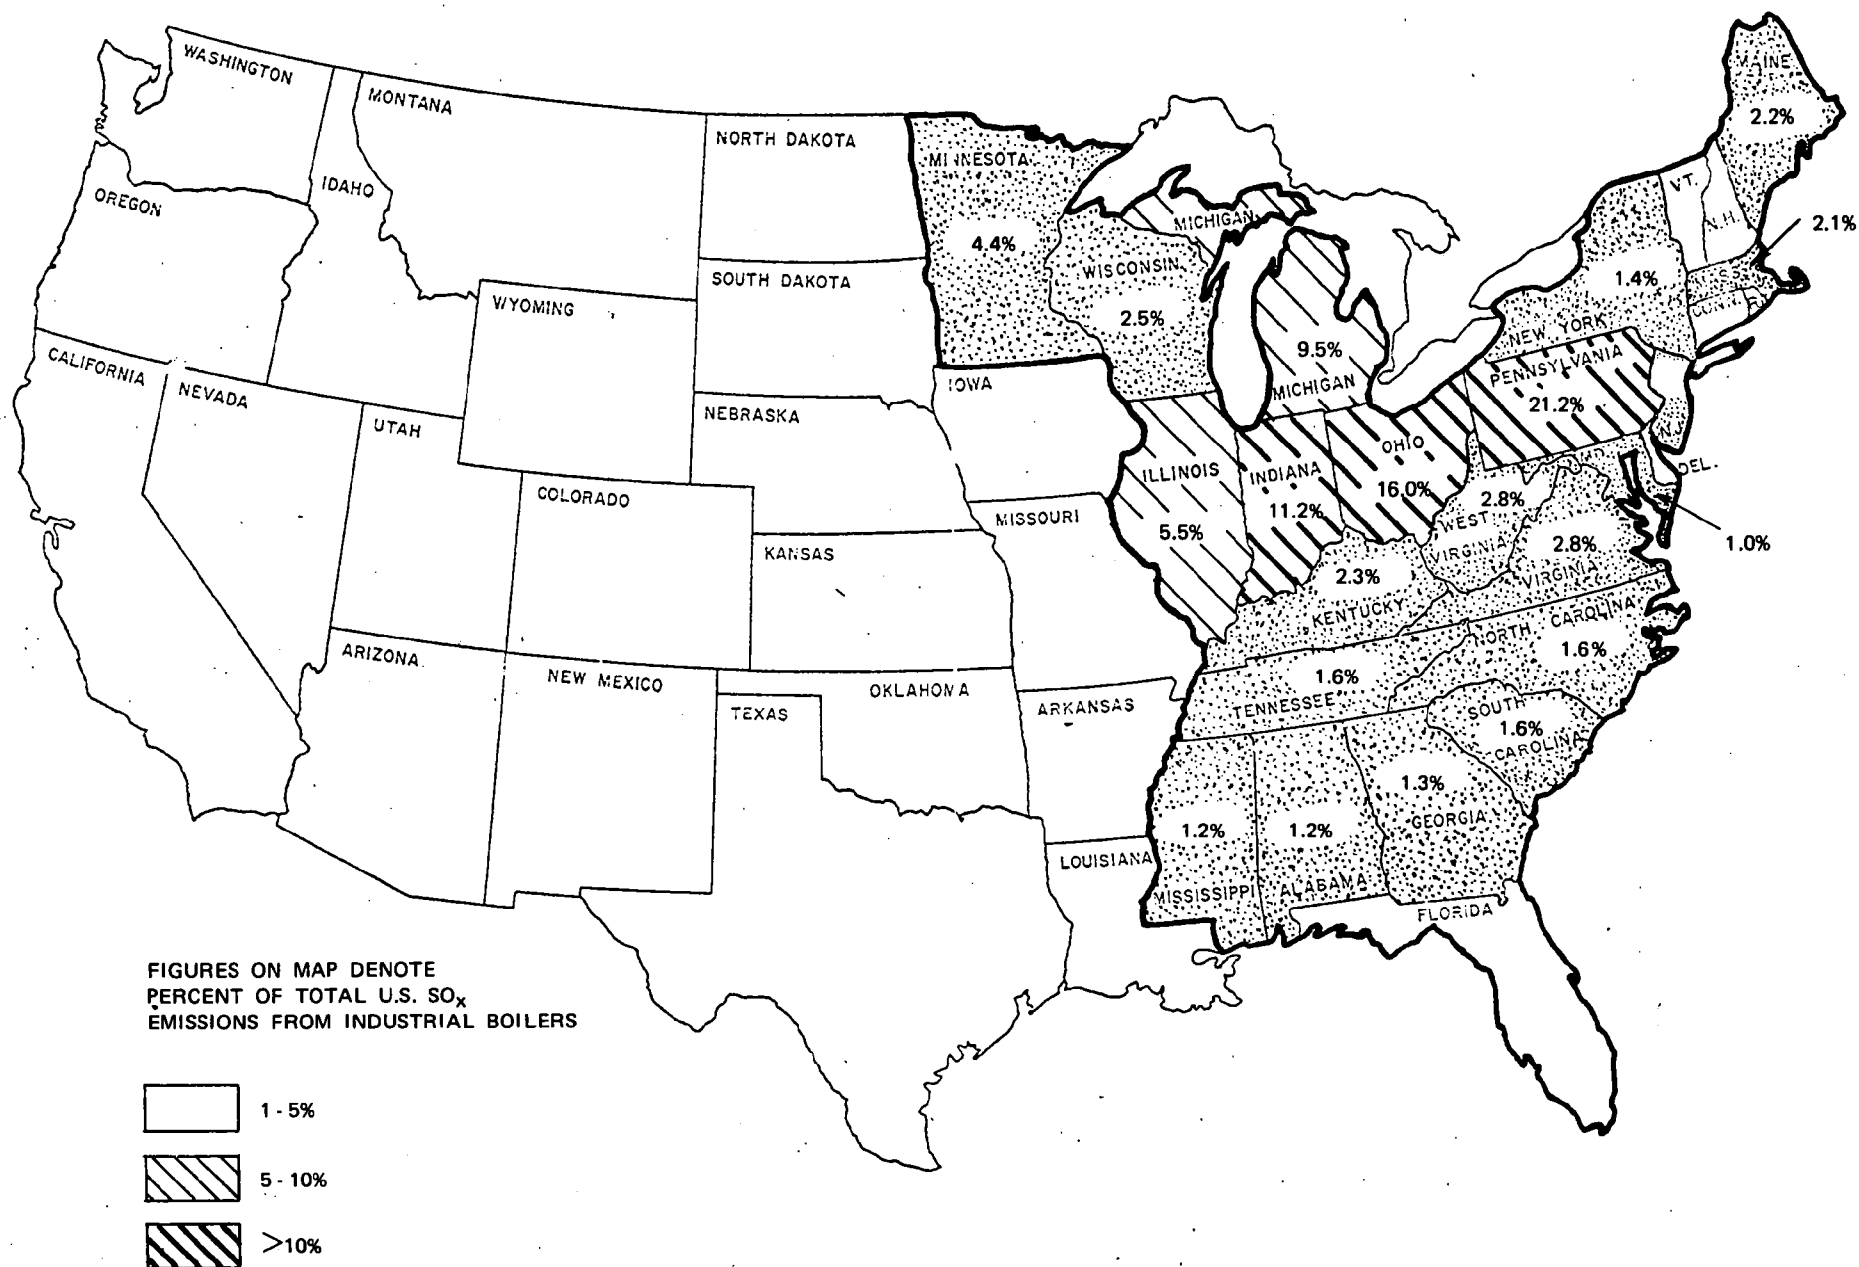 WASHINGTON
MONTANA
NORTH DAKOTA
MINNESOTA
4.4%
IDAHO
OREGON
SOUTH DAKOTA
WYOMING
WISCONSIN
2.5%
MICHIGAN
9.5%
MICHIGAN
MAINE
2.2%
VT.
N.H.
2.1%
1.4%
NEW YORK
CONN.
CALIFORNIA
NEVADA
UTAH
NEBRASKA
IOWA
PENNSYLVANIA
21.2%
N.J.
DEL.
MD.
COLORADO
KANSAS
MISSOURI
ILLINOIS
5.5%
INDIANA
11.2%
OHIO
16.0%
2.8%
WEST
VIRGINIA
2.8%
VIRGINIA
1.0%
2.3%
KENTUCKY
NORTH CAROLINA
1.6%
1.6%
TENNESSEE
ARIZONA
NEW MEXICO
OKLAHOMA
TEXAS
ARKANSAS
SOUTH
1.6%
CAROLINA
1.3%
GEORGIA
1.2%
MISSISSIPPI
1.2%
ALABAMA
LOUISIANA
FLORIDA
FIGURES ON MAP DENOTE
PERCENT OF TOTAL U.S. SOx
EMISSIONS FROM INDUSTRIAL BOILERS
1 - 5%
5 - 10%
>10%